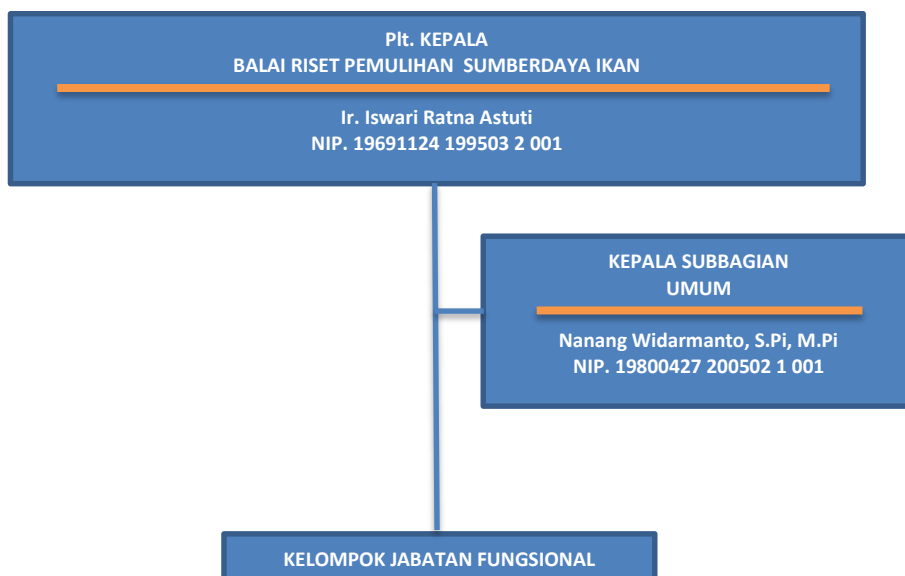 Plt. KEPALA
BALAI RISET PEMULIHAN SUMBERDAYA IKAN
Ir. Iswari Ratna Astuti
NIP. 19691124 199503 2 001
KEPALA SUBBAGIAN
UMUM
Nanang Widarmanto, S.Pi, M.Pi
NIP. 19800427 200502 1 001
KELOMPOK JABATAN FUNGSIONAL